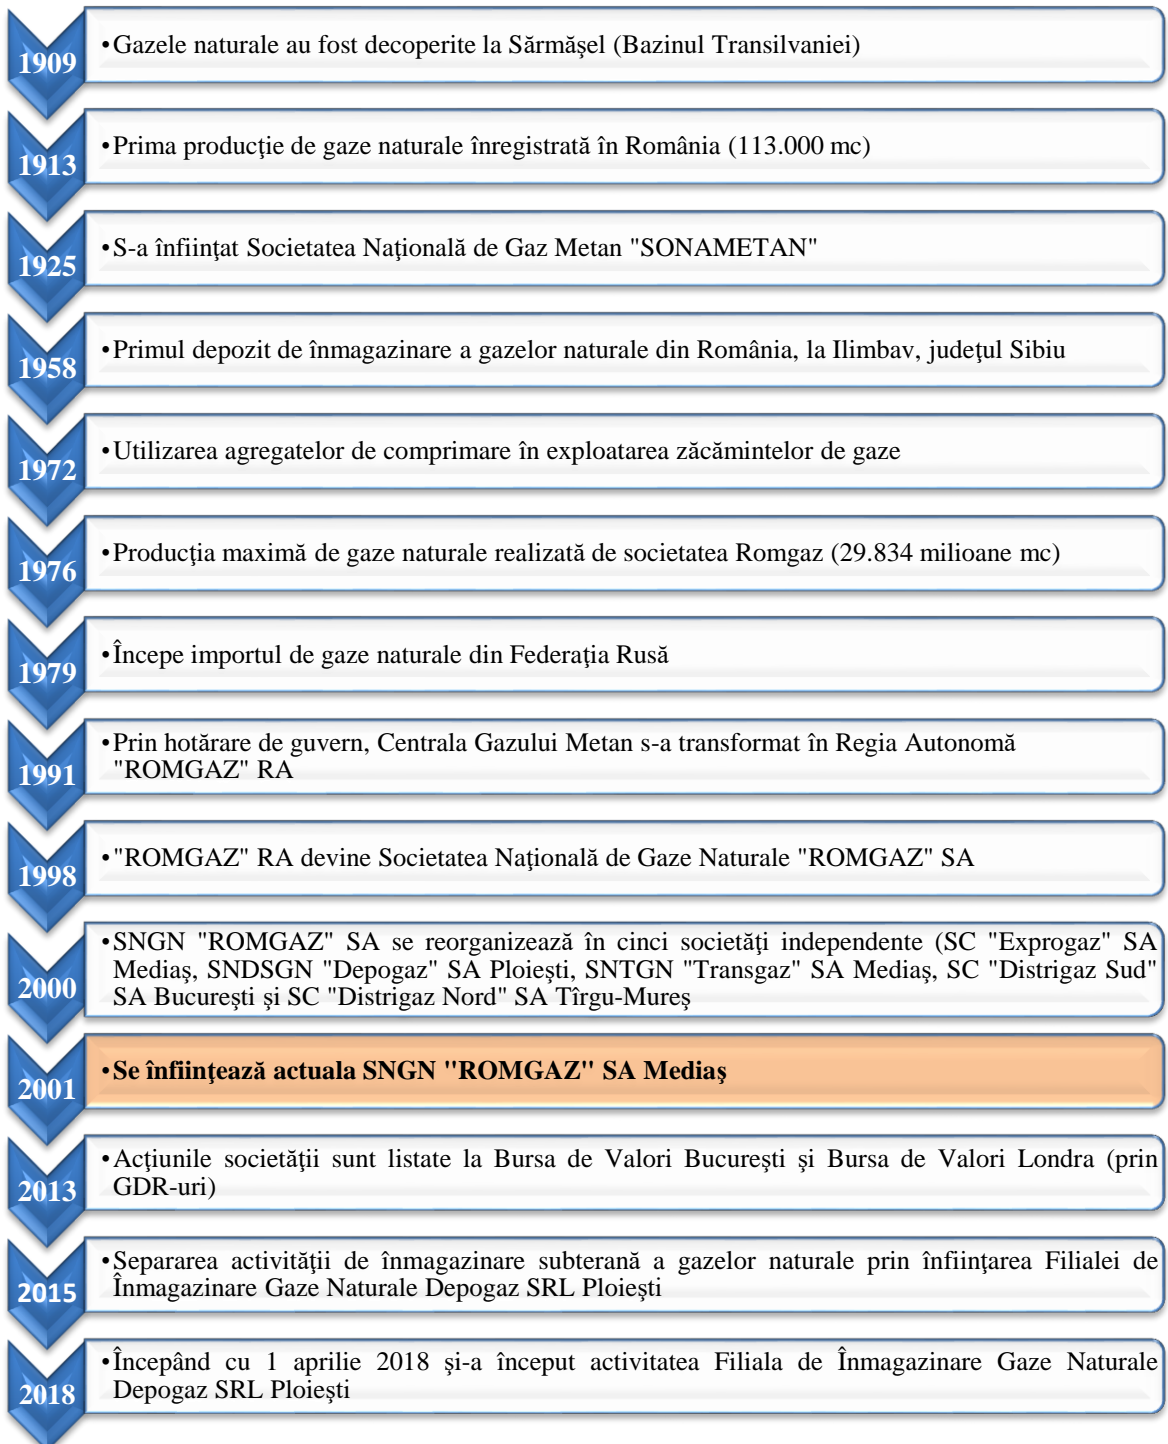 1909
•Gazele naturale au fost decoperite la Sărmăşel (Bazinul Transilvaniei)
1913
•Prima producţie de gaze naturale înregistrată în România (113.000 mc)
1925
•S-a înfiinţat Societatea Naţională de Gaz Metan "SONAMETAN"
1958
•Primul depozit de înmagazinare a gazelor naturale din România, la Ilimbav, judeţul Sibiu
1972
•Utilizarea agregatelor de comprimare în exploatarea zăcămintelor de gaze
1976
•Producţia maximă de gaze naturale realizată de societatea Romgaz (29.834 milioane mc)
1979
•Începe importul de gaze naturale din Federaţia Rusă
1991
•Prin hotărare de guvern, Centrala Gazului Metan s-a transformat în Regia Autonomă
"ROMGAZ" RA
1998
•"ROMGAZ" RA devine Societatea Naţională de Gaze Naturale "ROMGAZ" SA
2000
•SNGN "ROMGAZ" SA se reorganizează în cinci societăţi independente (SC "Exprogaz" SA
Mediaş, SNDSGN "Depogaz" SA Ploieşti, SNTGN "Transgaz" SA Mediaş, SC "Distrigaz Sud"
SA Bucureşti şi SC "Distrigaz Nord" SA Tîrgu-Mureş
2001
•Se înfiinţează actuala SNGN "ROMGAZ" SA Mediaş
2013
•Acţiunile societăţii sunt listate la Bursa de Valori Bucureşti şi Bursa de Valori Londra (prin
GDR-uri)
2015
•Separarea activităţii de înmagazinare subterană a gazelor naturale prin înfiinţarea Filialei de
Înmagazinare Gaze Naturale Depogaz SRL Ploieşti
2018
•Începând cu 1 aprilie 2018 şi-a început activitatea Filiala de Înmagazinare Gaze Naturale
Depogaz SRL Ploieşti